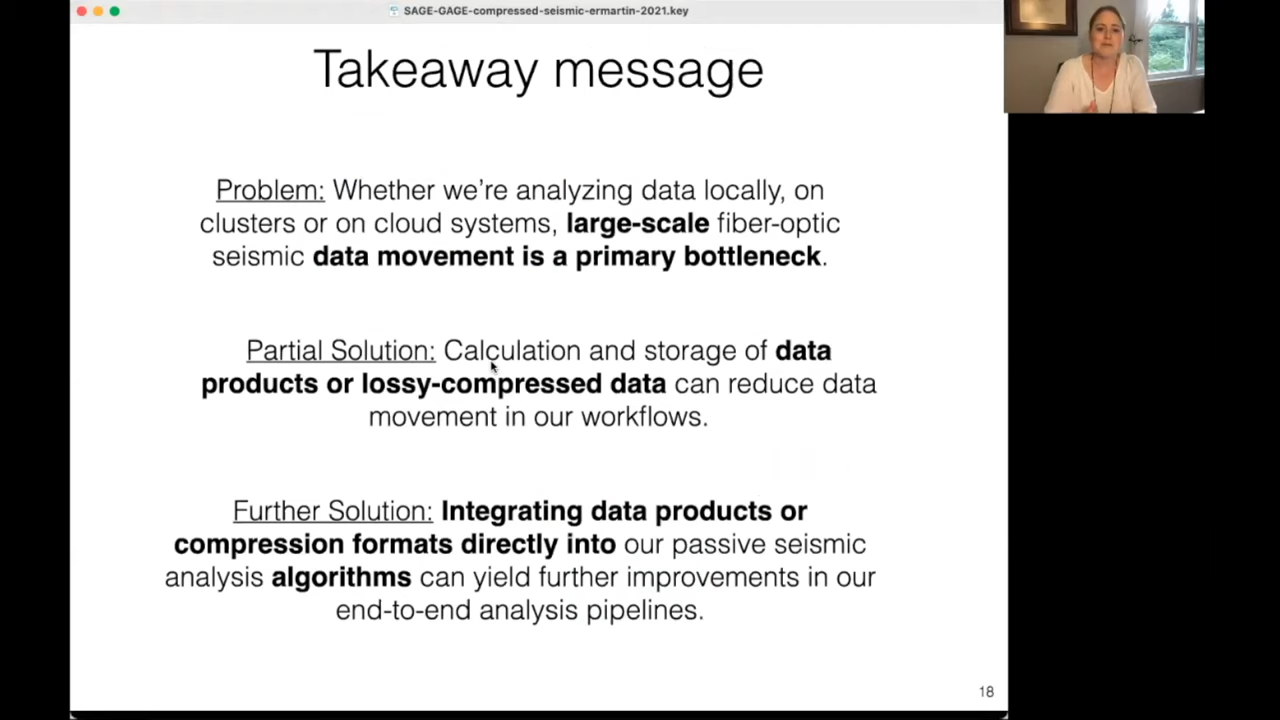 SAGE-GAGE-compressed-seismic-ermartin-2021.key
Takeaway message
Problem: Whether we're analyzing data locally, on
clusters or on cloud systems, large-scale fiber-optic
seismic data movement is a primary bottleneck.
Partial Solution: Calculation and storage of data
products or lossy-compressed data can reduce data
movement in our workflows.
Further Solution: Integrating data products or
compression formats directly into our passive seismic
analysis algorithms can yield further improvements in our
end-to-end analysis pipelines.
18